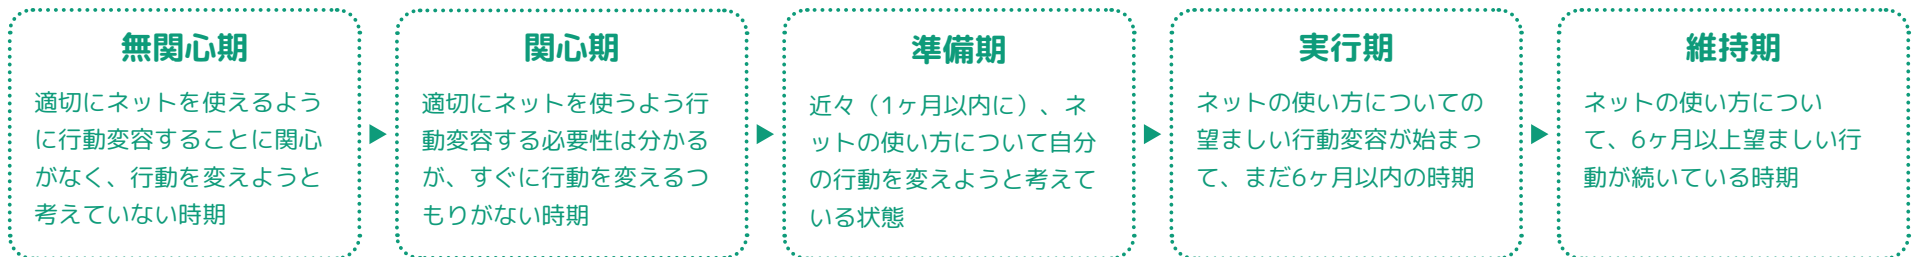 無関心期
適切にネットを使えるよう
に行動変容することに関心
がなく、行動を変えようと
考えていない時期
関心期
適切にネットを使うよう行
動変容する必要性は分かる
が、すぐに行動を変えるつ
もりがない時期
準備期
近々（1ヶ月以内に）、ネ
ットの使い方について自分
の行動を変えようと考えて
いる状態
実行期
ネットの使い方についての
望ましい行動変容が始まっ
て、まだ6ヶ月以内の時期
維持期
ネットの使い方につい
て、6ヶ月以上望ましい行
動が続いている時期